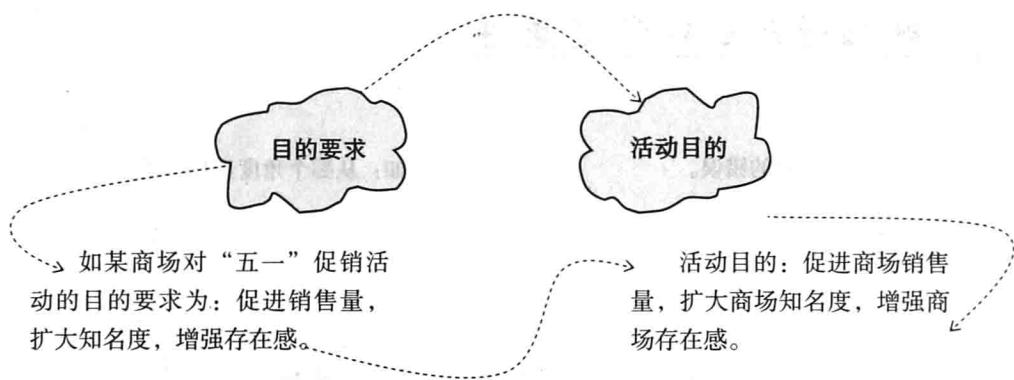 目的要求
活动目的
如某商场对“五一”促销活
动的目的要求为：促进销售量，
扩大知名度，增强存在感。
活动目的：促进商场销售
量，扩大商场知名度，增强商
场存在感。